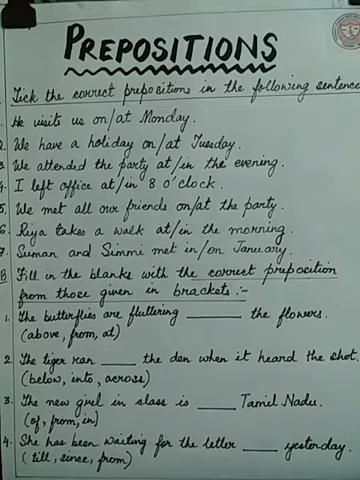 PREPOSITIONS
Tick the correct prepositions in the following sentence
1. He visits us on/at Monday.
2. We have a holiday on/at Tuesday.
3. We attended the party at/in the evening.
4. I left office at/in 8 O'clock.
5. We met all our friends on/at the party.
6. Riya takes a walk at/in the morning.
7. Suman and Simmi met in/on January.
B Fill in the blanks with the correct preposition
from those given in brackets :-
1. The butterflies are fluttering ______ the flowers.
(above, from, at)
2. The tiger ran ____ the den when it heard the shot.
(below, into, across)
3. The new girl in class is ____ Tamil Nadu.
(of, from, in)
4. She has been waiting for the letter ____ yesterday.
(till, since, from)